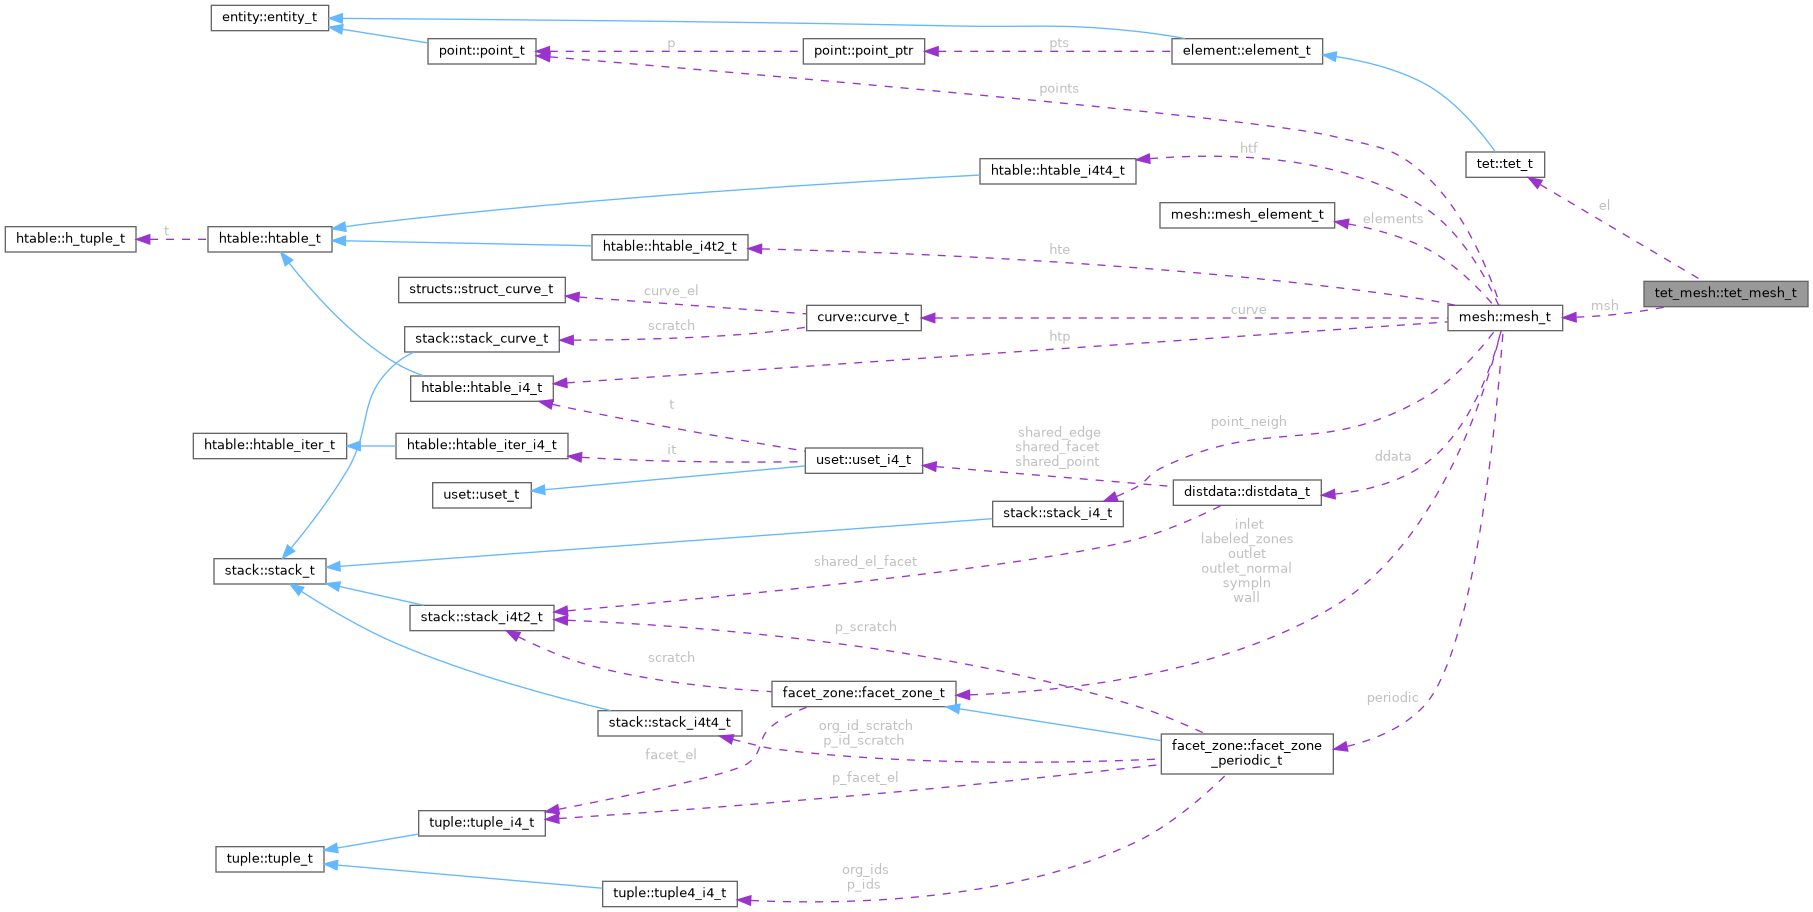 entity::entity_t
point::point_t
p
point::point_ptr
pts
element::element_t
points
htf
tet::tet_t
htable::htable_i4t4_t
el
mesh::mesh_element_t
elements
htable::h_tuple_t
t
htable::htable_t
htable::htable_i4t2_t
hte
structs::struct_curve_t
curve_el
curve::curve_t
curve
mesh::mesh_t
msh
tet_mesh::tet_mesh_t
stack::stack_curve_t
scratch
htp
htable::htable_i4_t
t
point_neigh
htable::htable_iter_t
htable::htable_iter_i4_t
it
uset::uset_i4_t
shared_edge
shared_facet
shared_point
ddata
uset::uset_t
distdata::distdata_t
stack::stack_i4_t
inlet
labeled_zones
outlet
outlet_normal
sympln
wall
stack::stack_t
shared_el_facet
stack::stack_i4t2_t
p_scratch
scratch
facet_zone::facet_zone_t
periodic
stack::stack_i4t4_t
org_id_scratch
p_id_scratch
facet_zone::facet_zone
_periodic_t
facet_el
p_facet_el
tuple::tuple_i4_t
tuple::tuple_t
org_ids
p_ids
tuple::tuple4_i4_t